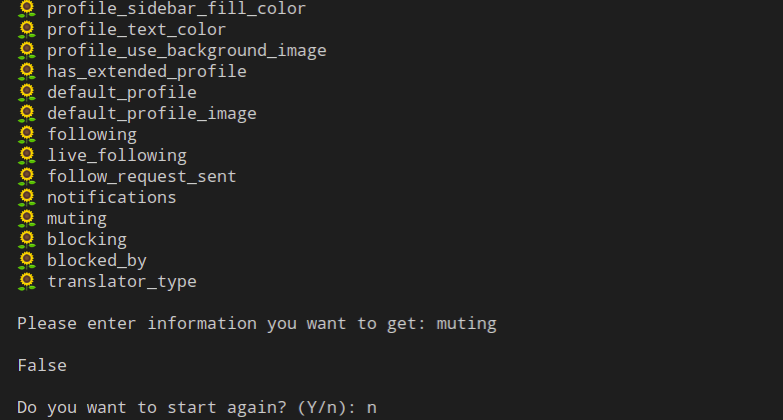 🌻 profile_sidebar_fill_color
🌻 profile_text_color
🌻 profile_use_background_image
🌻 has_extended_profile
🌻 default_profile
🌻 default_profile_image
🌻 following
🌻 live_following
🌻 follow_request_sent
🌻 notifications
🌻 muting
🌻 blocking
🌻 blocked_by
🌻 translator_type
Please enter information you want to get: muting
False
Do you want to start again? (Y/n): n